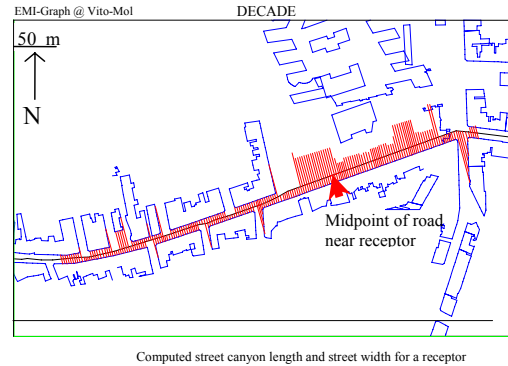 EMI-Graph @ Vito-Mol
DECADE
50 m
N
Midpoint of road
near receptor
Computed street canyon length and street width for a receptor